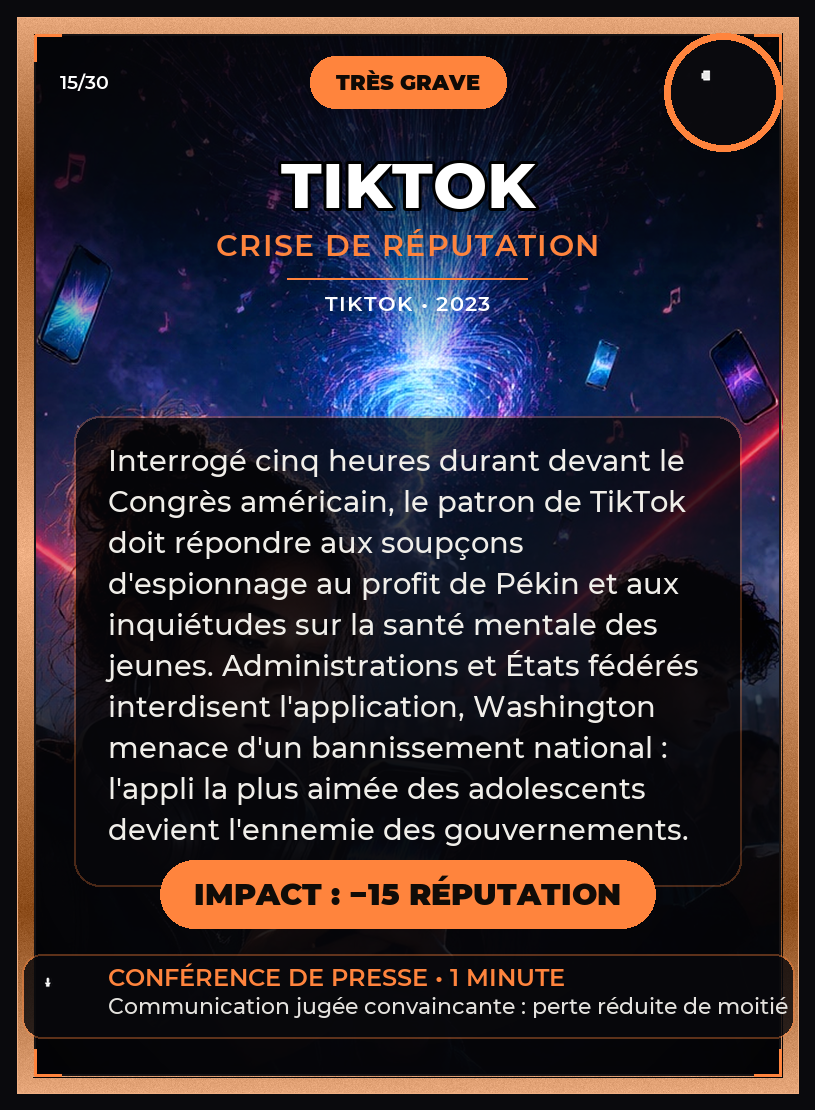 15/30
TRÈS GRAVE
TIKTOK
CRISE DE RÉPUTATION
TIKTOK • 2023
Interrogé cinq heures durant devant le
Congrès américain, le patron de TikTok
doit répondre aux soupçons
d'espionnage au profit de Pékin et aux
inquiétudes sur la santé mentale des
jeunes. Administrations et États fédérés
interdisent l'application, Washington
menace d'un bannissement national :
l'appli la plus aimée des adolescents
devient l'ennemie des gouvernements.
IMPACT : −15 RÉPUTATION
CONFÉRENCE DE PRESSE • 1 MINUTE
Communication jugée convaincante : perte réduite de moitié